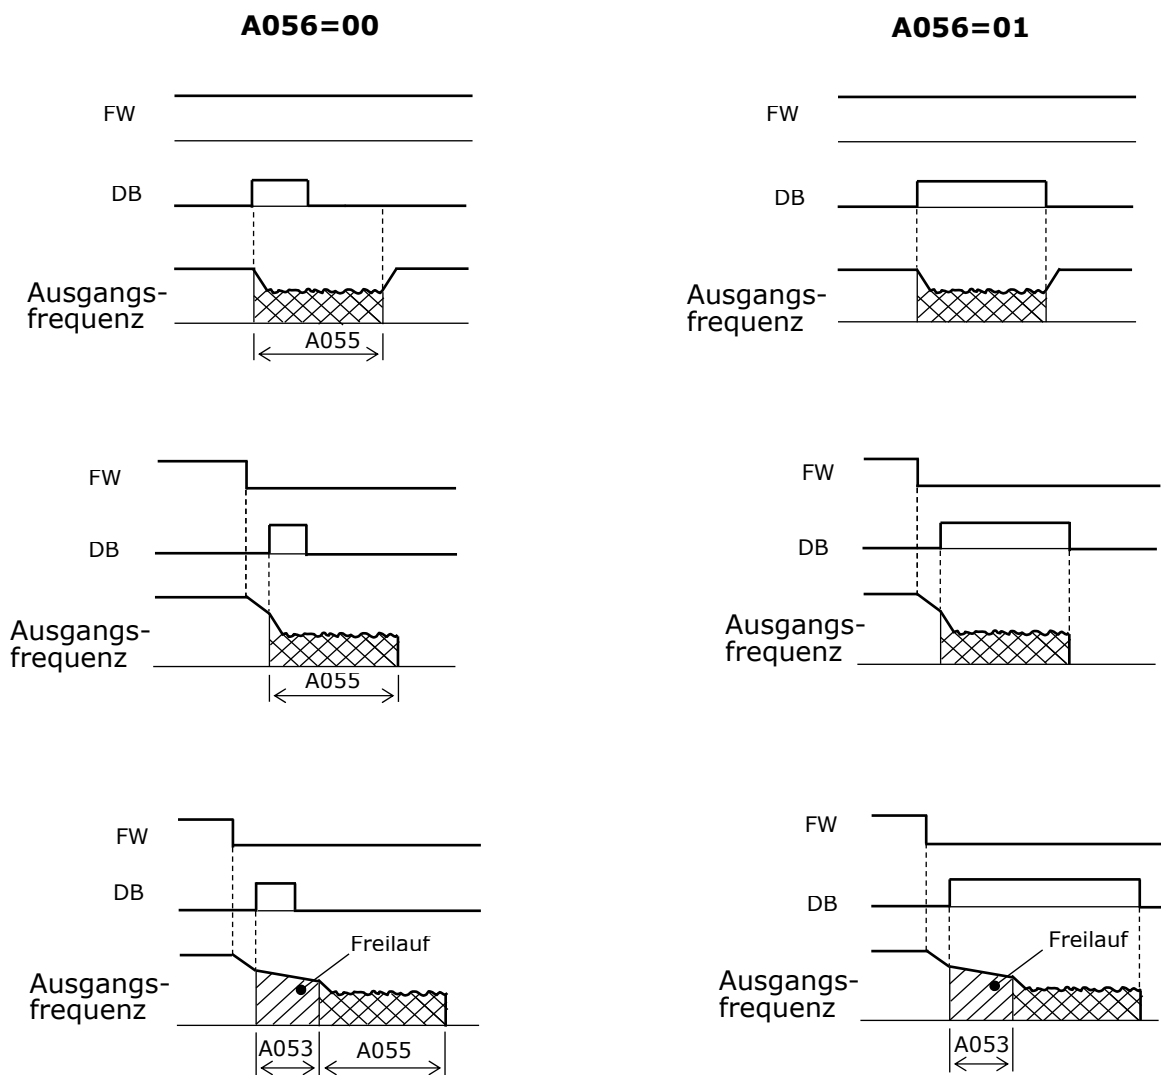 A056=00
FW
DB
Ausgangs-
frequenz
A055
FW
DB
Ausgangs-
frequenz
A055
FW
DB
Freilauf
Ausgangs-
frequenz
A053
A055
A056=01
FW
DB
Ausgangs-
frequenz
FW
DB
Ausgangs-
frequenz
FW
DB
Freilauf
Ausgangs-
frequenz
A053